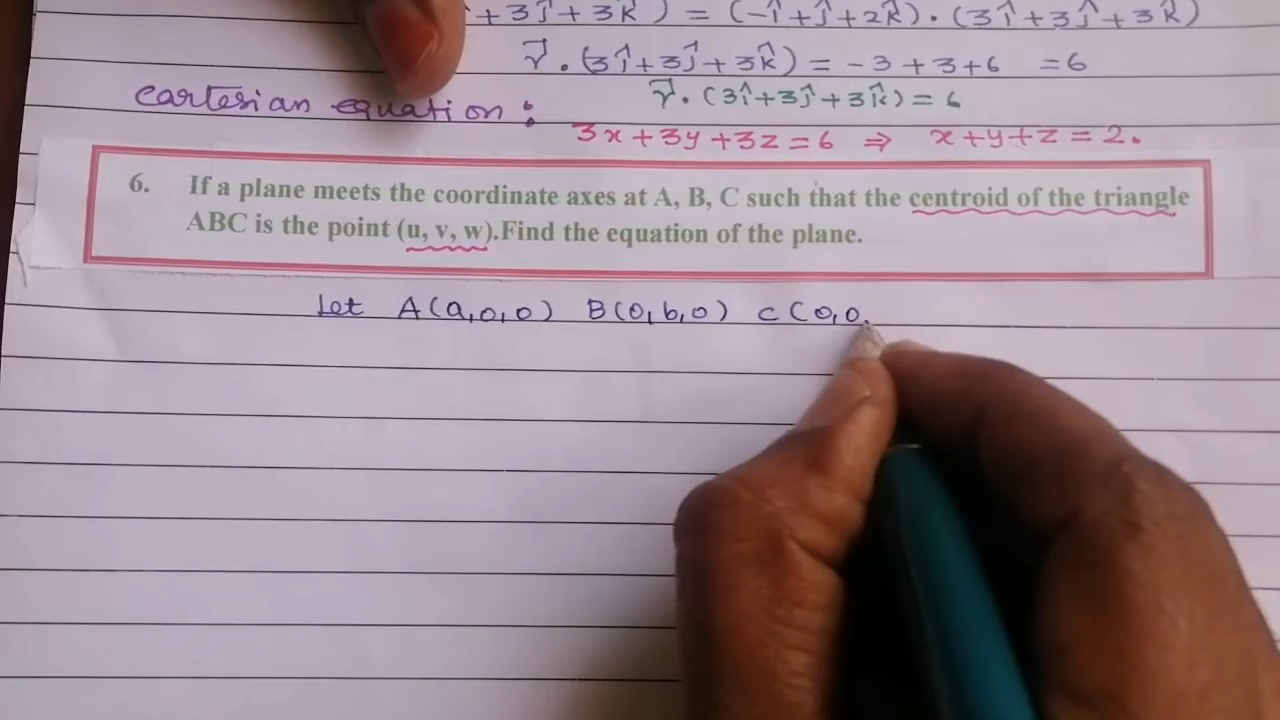 +3ĵ+3k̂) = (-î+ĵ+2k̂)·(3î+3ĵ+3k̂)
r⃗.(3î+3ĵ+3k̂) = -3+3+6 =6
r⃗.(3î+3ĵ+3k̂)=6
Cartesian equation:
3x+3y+3z=6 ⇒ x+y+z=2.
6. If a plane meets the coordinate axes at A, B, C such that the centroid of the triangle
ABC is the point (u, v, w).Find the equation of the plane.
Let A(a,0,0) B(0,b,0) C(0,0,